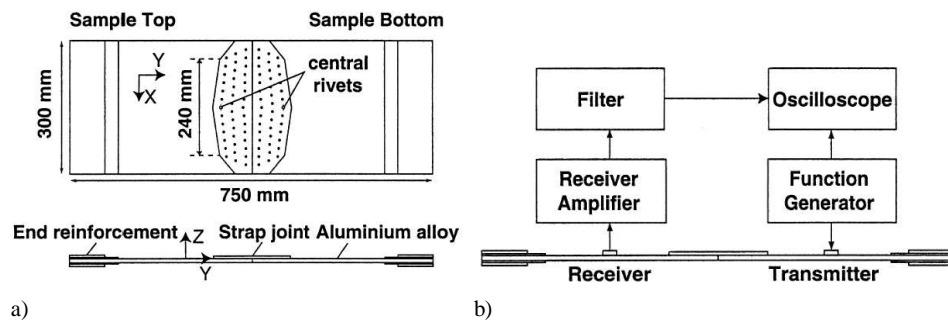 Sample Top
Sample Bottom
Y
X
central
rivets
300 mm
240 mm
750 mm
End reinforcement
Z
Strap joint
Aluminium alloy
Y
a)
Filter
Oscilloscope
Receiver
Amplifier
Function
Generator
Receiver
Transmitter
b)